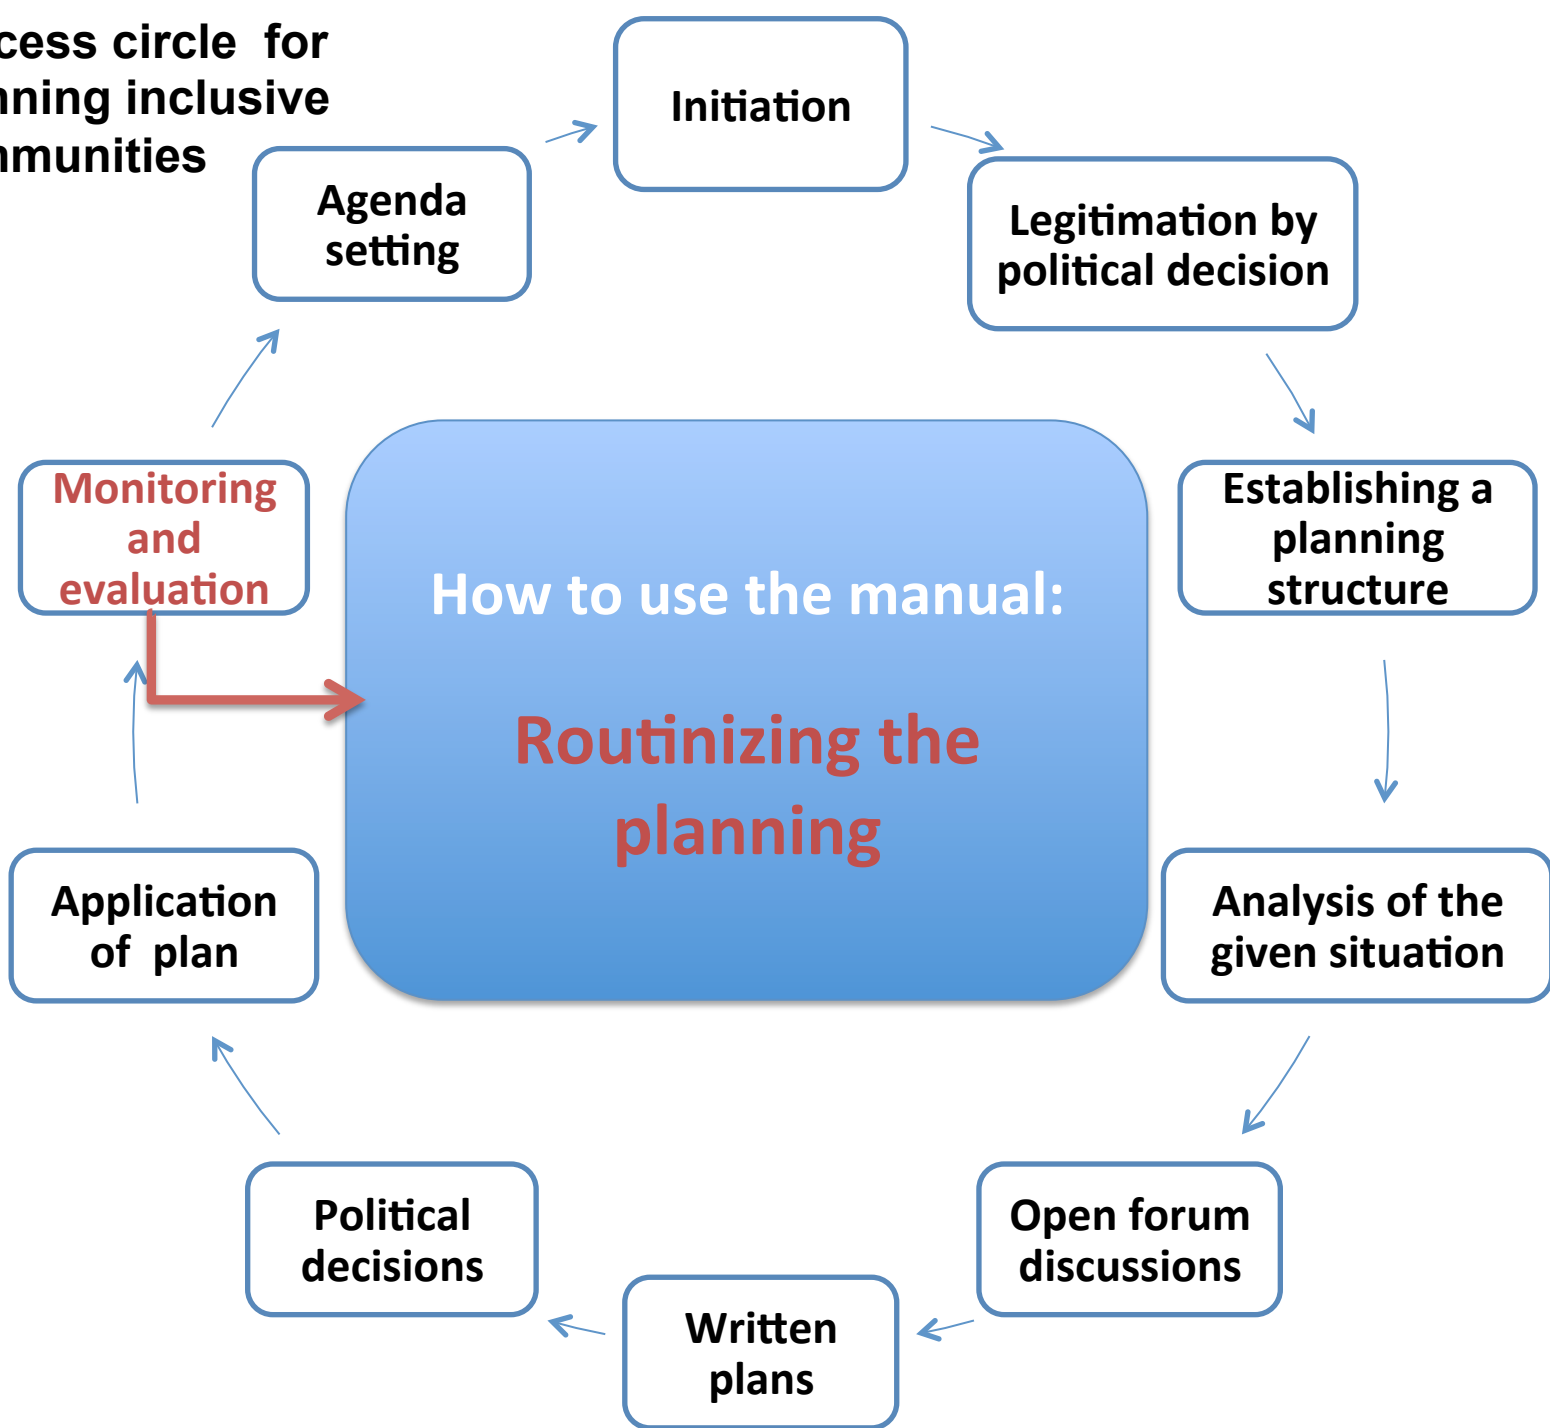 cess circle for
nning inclusive
mmunities
Initiation
Agenda
setting
Legitimation by
political decision
Monitoring
and
evaluation
Establishing a
planning
structure
How to use the manual:
Routinizing the
planning
Application
of plan
Analysis of the
given situation
Political
decisions
Open forum
discussions
Written
plans